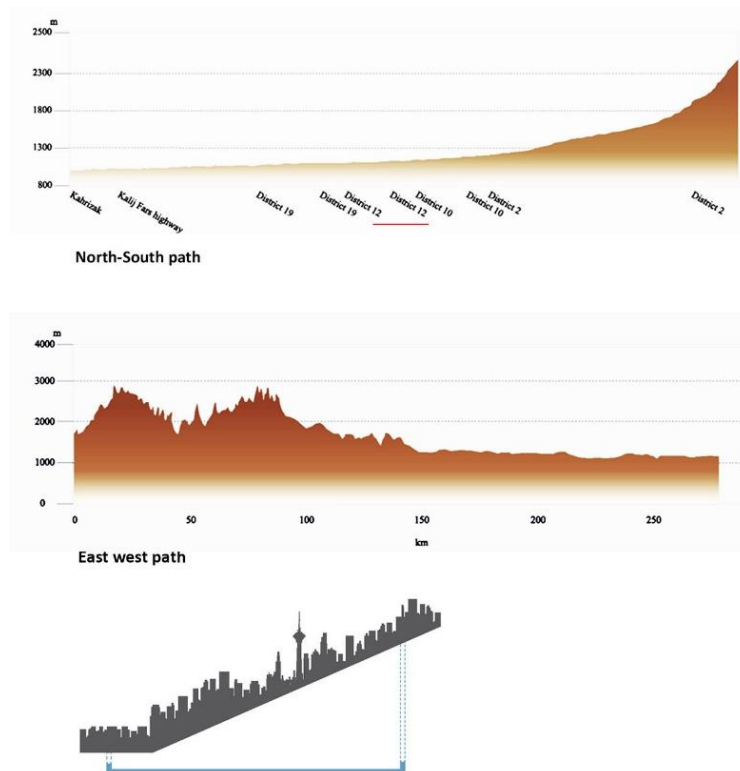 m
2500
2300
1800
1300
800
Kahrizak
Kalij Fars highway
District 19
District 19
District 12
District 12
District 10
District 10
District 2
District 2
North-South path
m
4000
3000
2000
1000
0
0 50 100 150 200 250
km
East west path